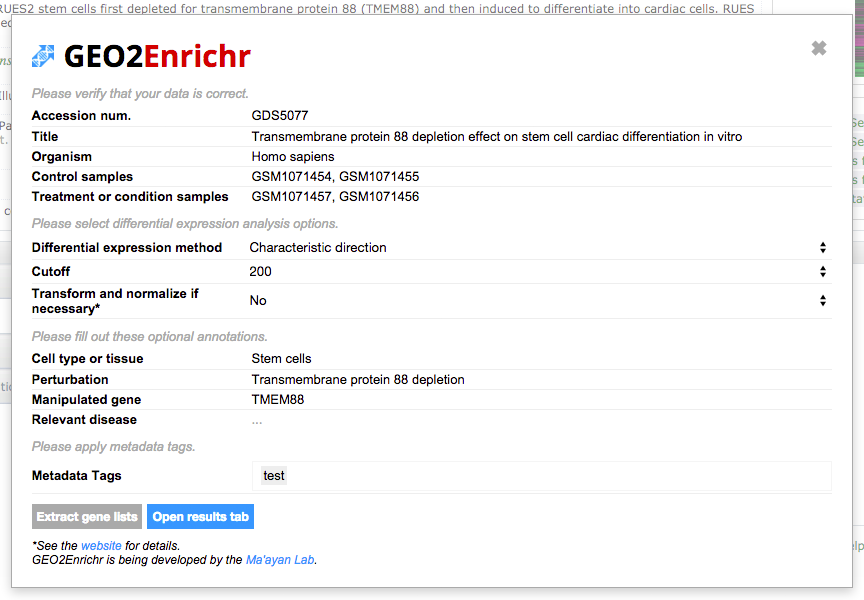 RUES2 stem cells first depleted for transmembrane protein 88 (TMEM88) and then induced to differentiate into cardiac cells. RUES
GEO2Enrichr
Please verify that your data is correct.
Accession num. GDS5077
Title Transmembrane protein 88 depletion effect on stem cell cardiac differentiation in vitro
Organism Homo sapiens
Control samples GSM1071454, GSM1071455
Treatment or condition samples GSM1071457, GSM1071456
Please select differential expression analysis options.
Differential expression method Characteristic direction
Cutoff 200
Transform and normalize if
necessary* No
Please fill out these optional annotations.
Cell type or tissue Stem cells
Perturbation Transmembrane protein 88 depletion
Manipulated gene TMEM88
Relevant disease ...
Please apply metadata tags.
Metadata Tags test
Extract gene lists Open results tab
*See the website for details.
GEO2Enrichr is being developed by the Ma'ayan Lab.